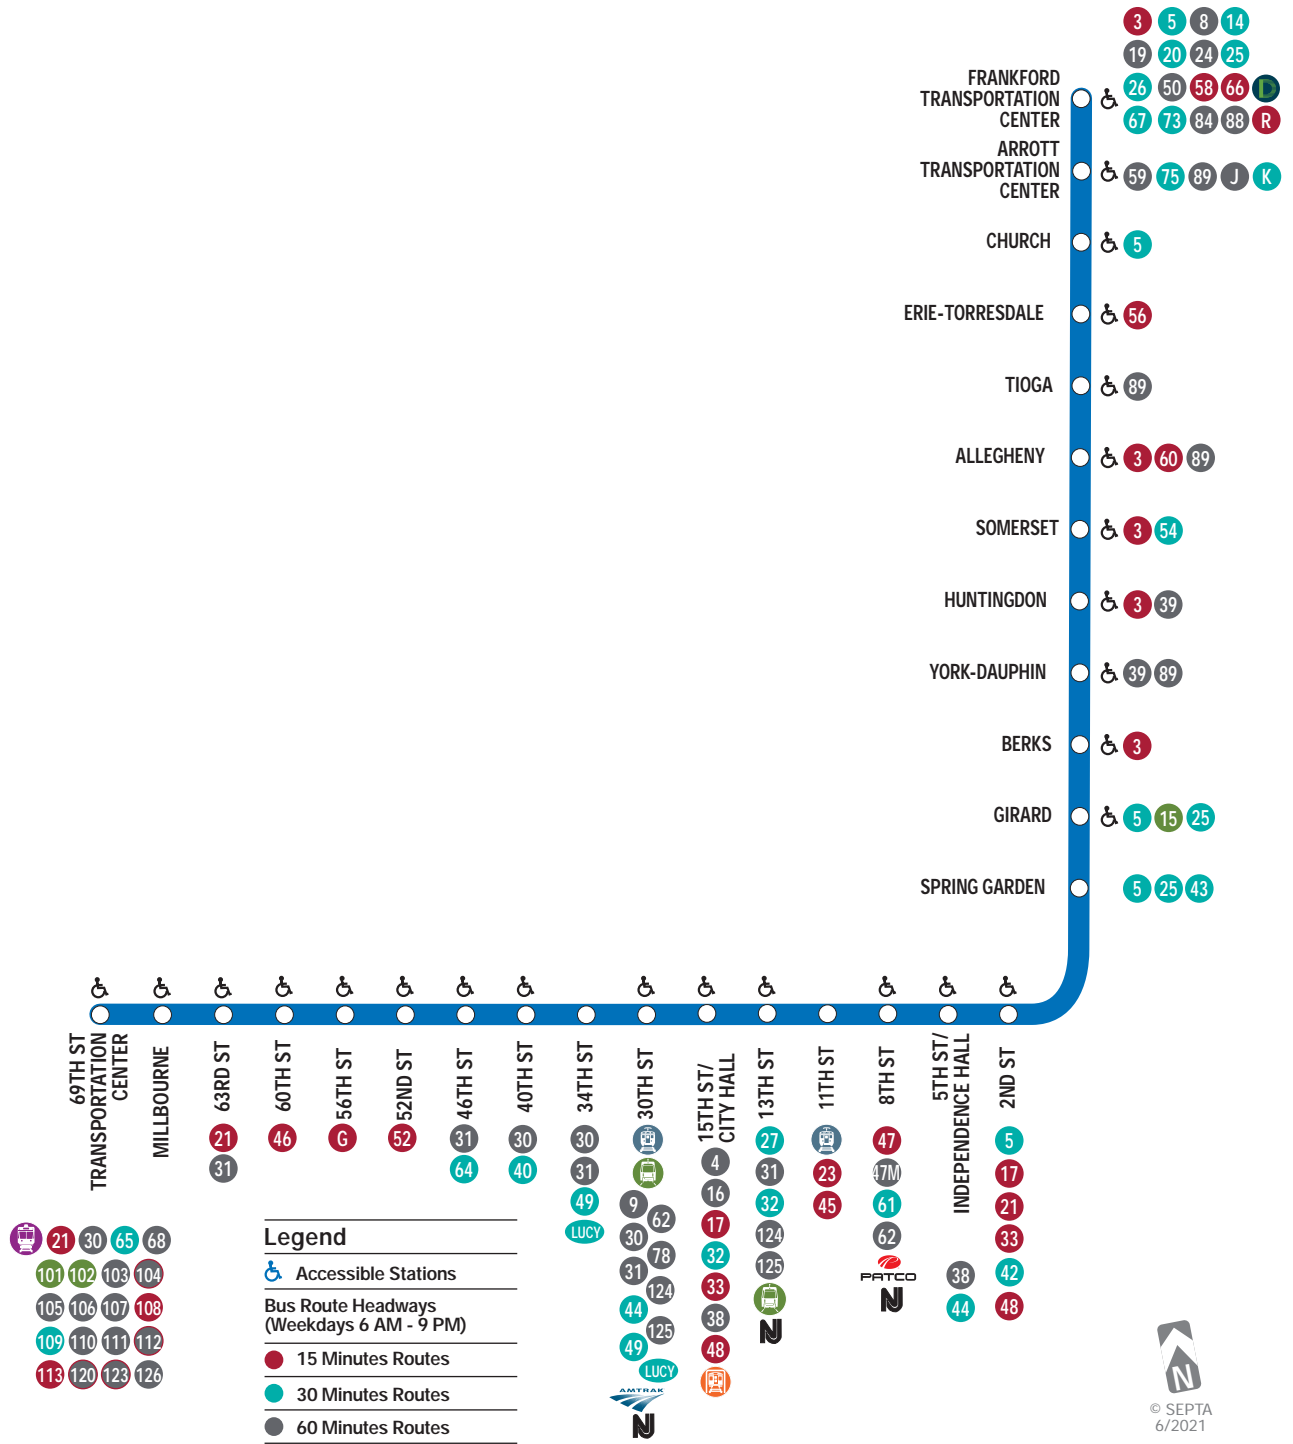 3 5 8 14
19 20 24 25
26 50 58 66 D
67 73 84 88 R
FRANKFORD
TRANSPORTATION
CENTER
ARROTT
TRANSPORTATION
CENTER
59 75 89 J K
CHURCH
5
ERIE-TORRESDALE
56
TIOGA
89
ALLEGHENY
3 60 89
SOMERSET
3 54
HUNTINGDON
3 39
YORK-DAUPHIN
39 89
BERKS
3
GIRARD
5 15 25
SPRING GARDEN
5 25 43
69TH ST
TRANSPORTATION
CENTER
21 30 65 68
101 102 103 104
105 106 107 108
109 110 111 112
113 120 123 126
MILLBOURNE
63RD ST
21
31
60TH ST
46
56TH ST
G
52ND ST
52
46TH ST
31
64
40TH ST
30
40
34TH ST
30
31
49
LUCY
30TH ST
9
62
30
78
31
124
44
125
49
LUCY
AMTRAK
NJ
15TH ST/
CITY HALL
4
16
17
32
33
38
48
13TH ST
27
31
32
124
125
NJ
11TH ST
23
45
8TH ST
47
47M
61
62
PATCO
NJ
5TH ST/
INDEPENDENCE HALL
38
44
2ND ST
5
17
21
33
42
48
Legend
Accessible Stations
Bus Route Headways
(Weekdays 6 AM - 9 PM)
15 Minutes Routes
30 Minutes Routes
60 Minutes Routes
N
© SEPTA
6/2021